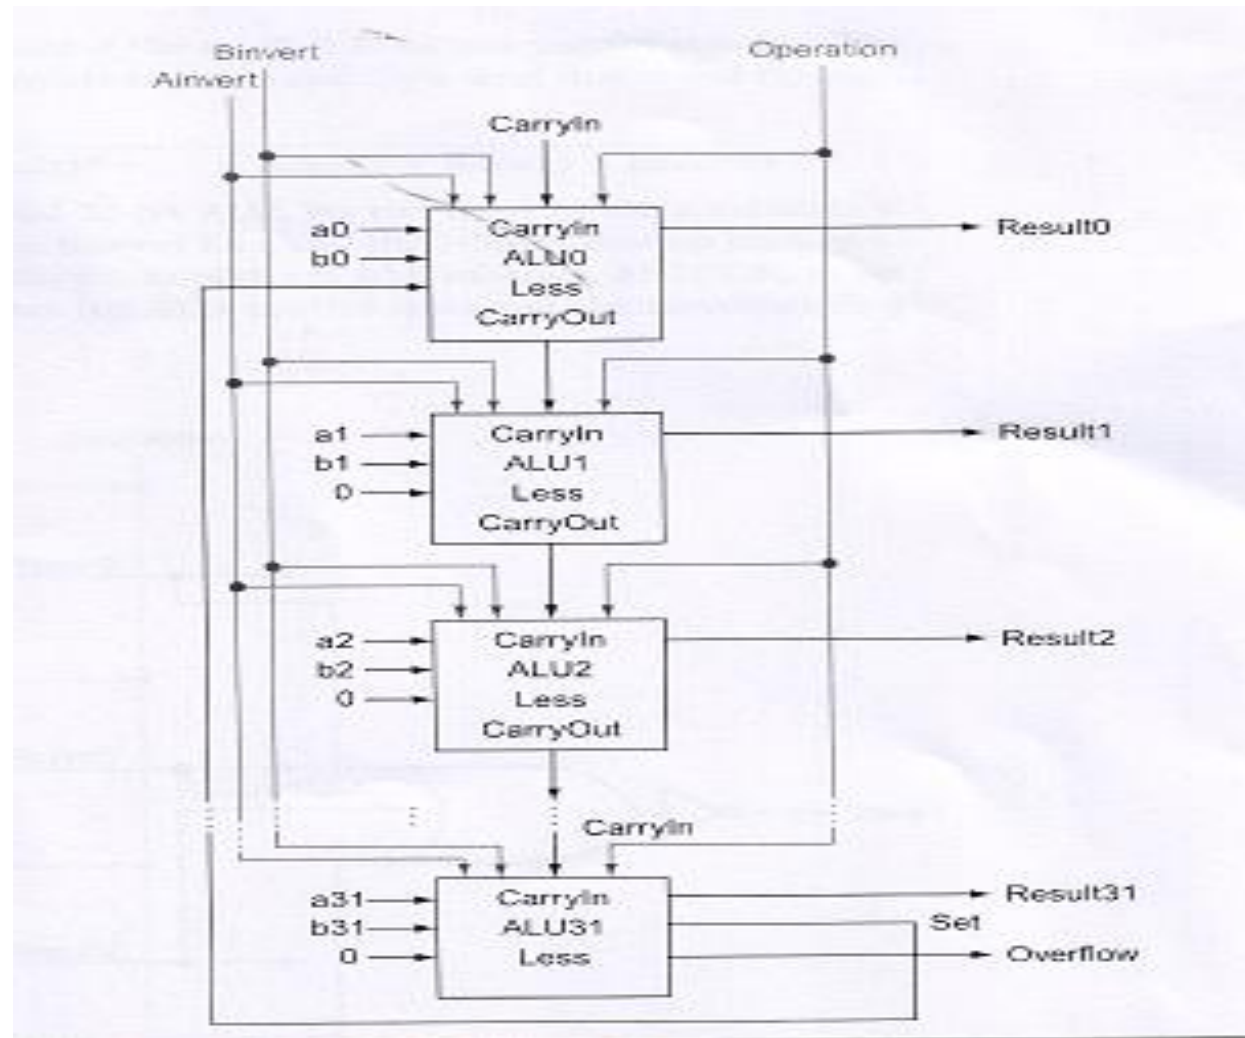 Binvert
Operation
Ainvert
CarryIn
a0
CarryIn
Result0
b0
ALU0
Less
CarryOut
a1
CarryIn
Result1
b1
ALU1
0
Less
CarryOut
a2
CarryIn
Result2
b2
ALU2
0
Less
CarryOut
CarryIn
a31
CarryIn
Result31
b31
ALU31
Set
0
Less
Overflow